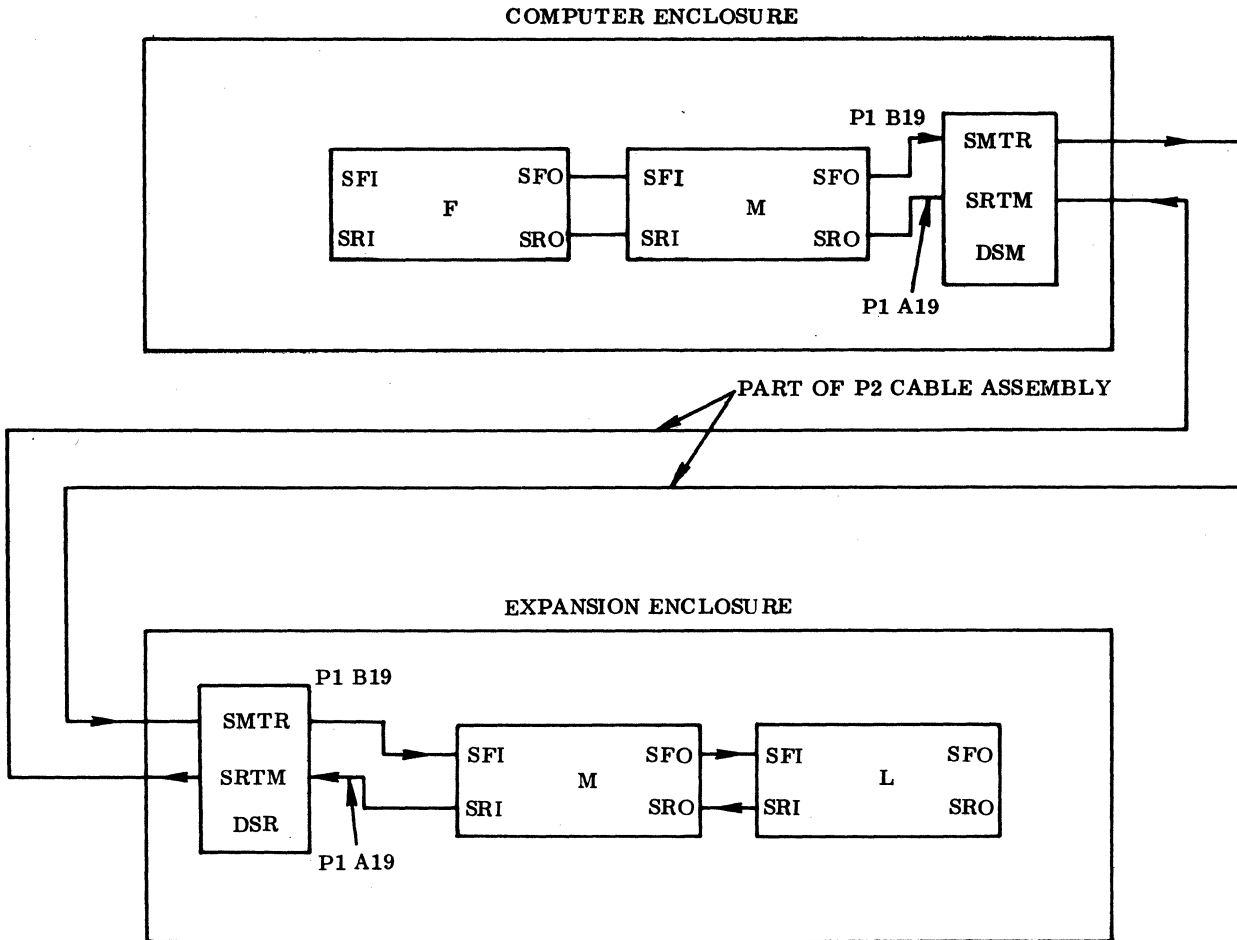 COMPUTER ENCLOSURE
P1 B19
SMTR
SFI
SFO
SFI
SFO
F
M
SRTM
SRI
SRO
SRI
SRO
DSM
P1 A19
PART OF P2 CABLE ASSEMBLY
EXPANSION ENCLOSURE
P1 B19
SMTR
SFI
SFO
SFI
SFO
SRTM
M
L
SRI
SRO
SRI
SRO
DSR
P1 A19